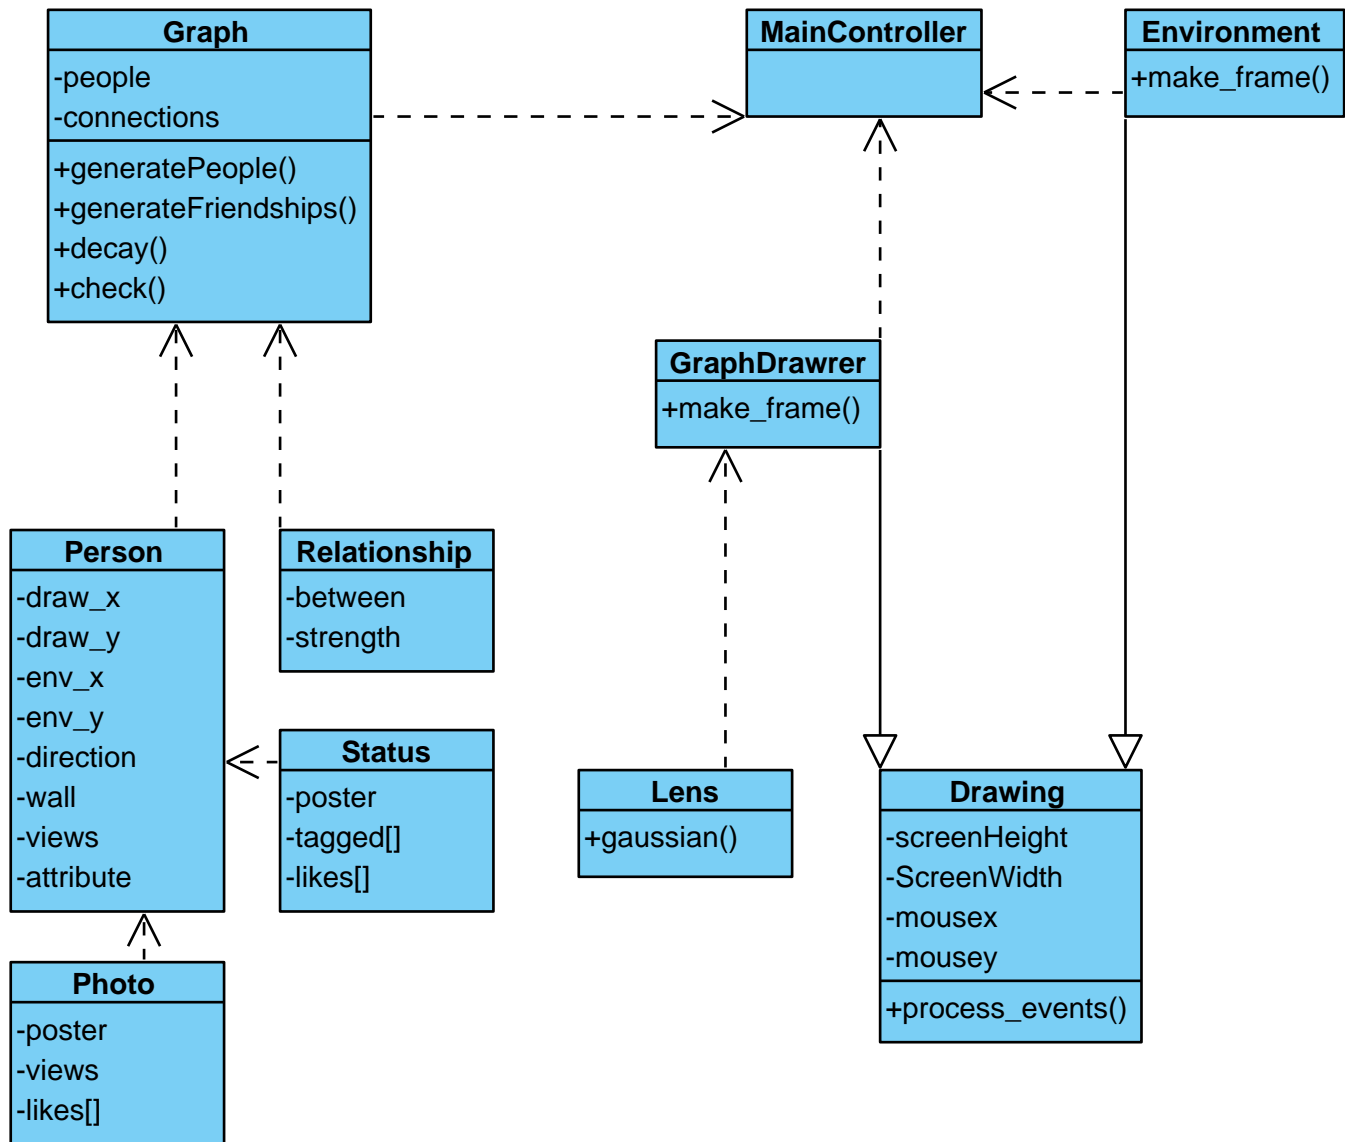 Graph
-people
-connections
+generatePeople()
+generateFriendships()
+decay()
+check()
MainController
Environment
+make_frame()
GraphDrawrer
+make_frame()
Person
-draw_x
-draw_y
-env_x
-env_y
-direction
-wall
-views
-attribute
Relationship
-between
-strength
Status
-poster
-tagged[]
-likes[]
Lens
+gaussian()
Drawing
-screenHeight
-ScreenWidth
-mousex
-mousey
+process_events()
Photo
-poster
-views
-likes[]